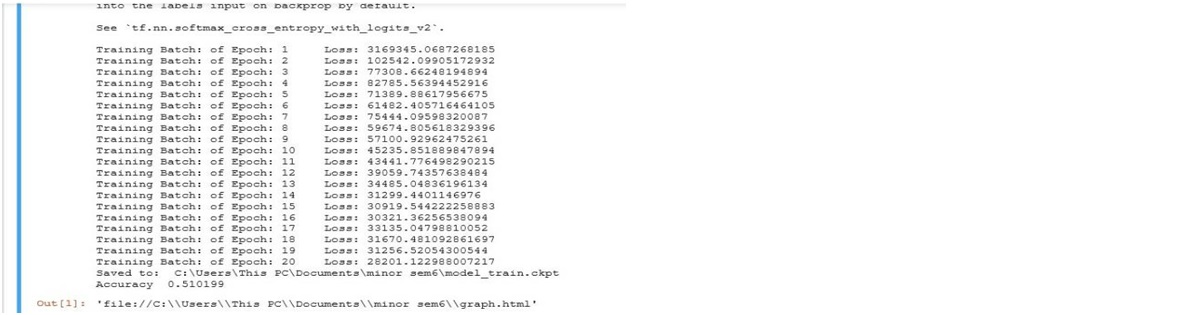 into the labels input on backprop by default.
See `tf.nn.softmax_cross_entropy_with_logits_v2`.
Training Batch: of Epoch: 1 Loss: 3169345.0687268185
Training Batch: of Epoch: 2 Loss: 102542.09905172932
Training Batch: of Epoch: 3 Loss: 77308.66248194894
Training Batch: of Epoch: 4 Loss: 82785.56394452916
Training Batch: of Epoch: 5 Loss: 71389.88617956675
Training Batch: of Epoch: 6 Loss: 61482.405716464105
Training Batch: of Epoch: 7 Loss: 75444.09598320087
Training Batch: of Epoch: 8 Loss: 59674.805618329396
Training Batch: of Epoch: 9 Loss: 57100.92962475261
Training Batch: of Epoch: 10 Loss: 45235.851889847894
Training Batch: of Epoch: 11 Loss: 43441.776498290215
Training Batch: of Epoch: 12 Loss: 39059.74357638484
Training Batch: of Epoch: 13 Loss: 34485.04836196134
Training Batch: of Epoch: 14 Loss: 31299.4401146976
Training Batch: of Epoch: 15 Loss: 30919.544222258883
Training Batch: of Epoch: 16 Loss: 30321.36256538094
Training Batch: of Epoch: 17 Loss: 33135.04798810052
Training Batch: of Epoch: 18 Loss: 31670.481092861697
Training Batch: of Epoch: 19 Loss: 31256.52054300544
Training Batch: of Epoch: 20 Loss: 28201.122988007217
Saved to: C:\Users\This PC\Documents\minor sem6\model_train.ckpt
Accuracy 0.510199
Out[1]: 'file://C:\\Users\\This PC\\Documents\\minor sem6\\graph.html'